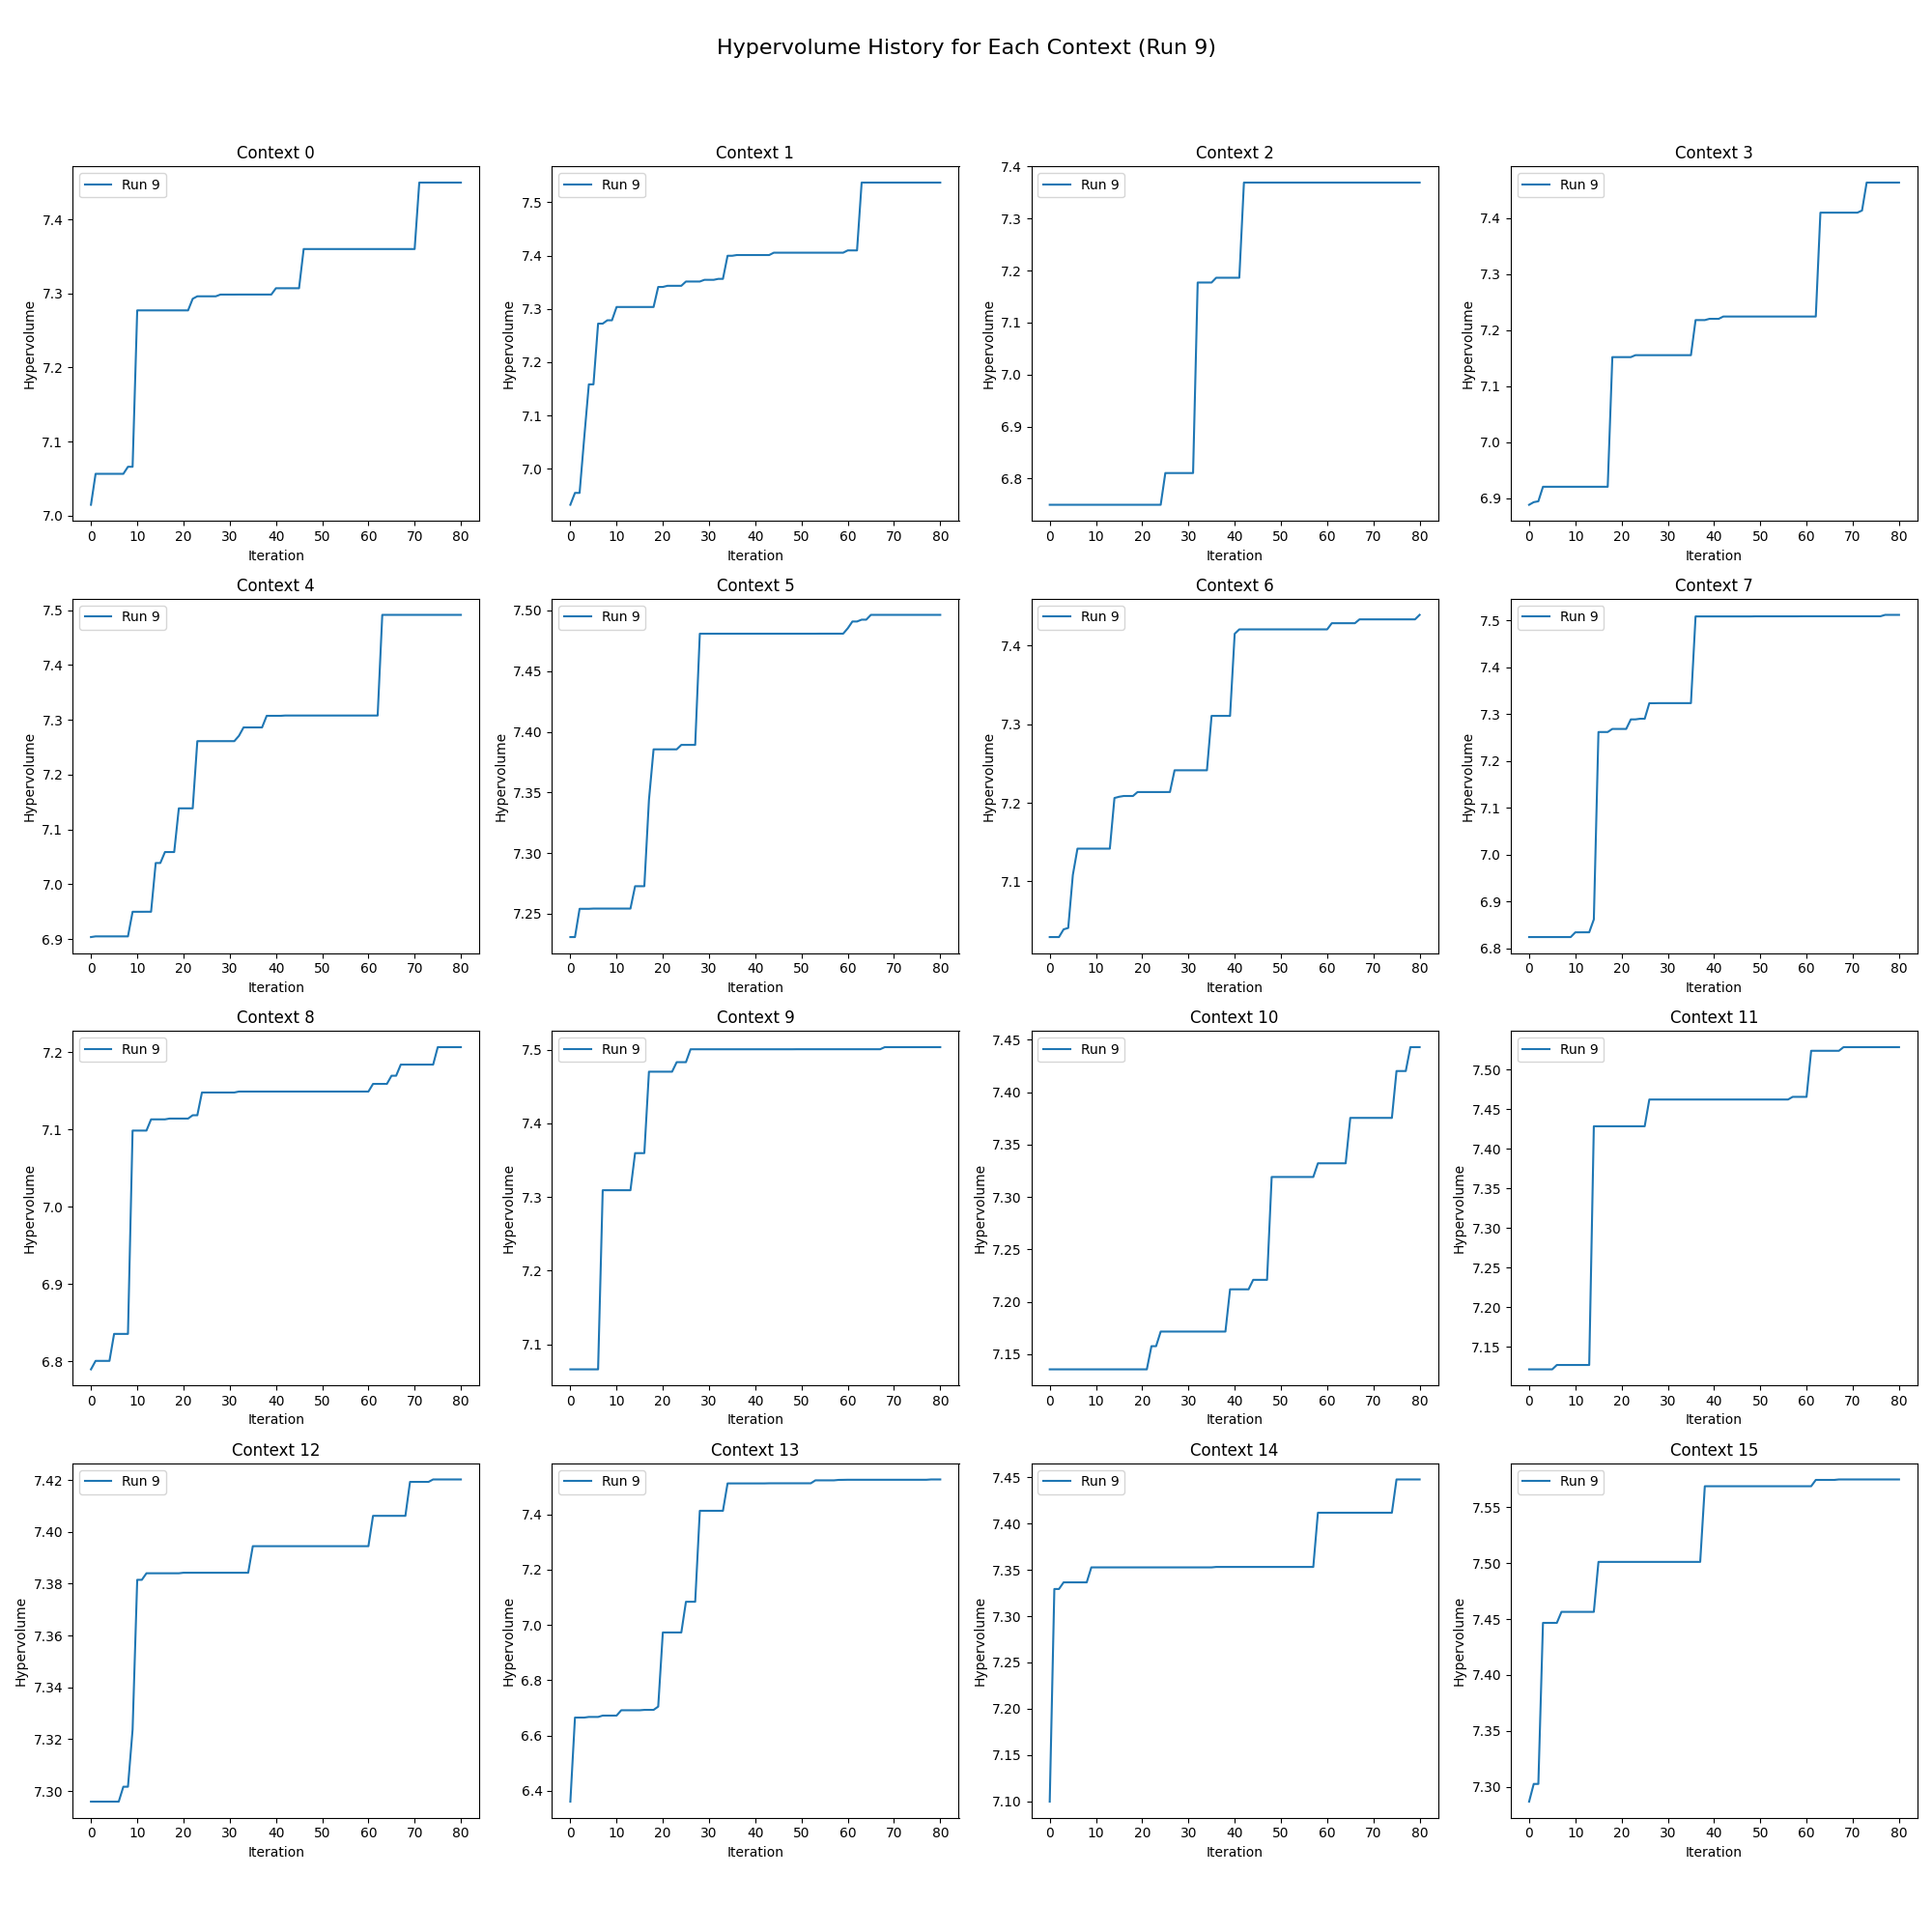 Hypervolume History for Each Context (Run 9)
Context 0
Run 9
7.4
7.3
7.2
7.1
7.0
Hypervolume
0 10 20 30 40 50 60 70 80
Iteration
Context 1
Run 9
7.5
7.4
7.3
7.2
7.1
7.0
Hypervolume
0 10 20 30 40 50 60 70 80
Iteration
Context 2
Run 9
7.4
7.3
7.2
7.1
7.0
6.9
6.8
Hypervolume
0 10 20 30 40 50 60 70 80
Iteration
Context 3
Run 9
7.4
7.3
7.2
7.1
7.0
6.9
Hypervolume
0 10 20 30 40 50 60 70 80
Iteration
Context 4
Run 9
7.5
7.4
7.3
7.2
7.1
7.0
6.9
Hypervolume
0 10 20 30 40 50 60 70 80
Iteration
Context 5
Run 9
7.50
7.45
7.40
7.35
7.30
7.25
Hypervolume
0 10 20 30 40 50 60 70 80
Iteration
Context 6
Run 9
7.4
7.3
7.2
7.1
Hypervolume
0 10 20 30 40 50 60 70 80
Iteration
Context 7
Run 9
7.5
7.4
7.3
7.2
7.1
7.0
6.9
6.8
Hypervolume
0 10 20 30 40 50 60 70 80
Iteration
Context 8
Run 9
7.2
7.1
7.0
6.9
6.8
Hypervolume
0 10 20 30 40 50 60 70 80
Iteration
Context 9
Run 9
7.5
7.4
7.3
7.2
7.1
Hypervolume
0 10 20 30 40 50 60 70 80
Iteration
Context 10
Run 9
7.45
7.40
7.35
7.30
7.25
7.20
7.15
Hypervolume
0 10 20 30 40 50 60 70 80
Iteration
Context 11
Run 9
7.50
7.45
7.40
7.35
7.30
7.25
7.20
7.15
Hypervolume
0 10 20 30 40 50 60 70 80
Iteration
Context 12
Run 9
7.42
7.40
7.38
7.36
7.34
7.32
7.30
Hypervolume
0 10 20 30 40 50 60 70 80
Iteration
Context 13
Run 9
7.4
7.2
7.0
6.8
6.6
6.4
Hypervolume
0 10 20 30 40 50 60 70 80
Iteration
Context 14
Run 9
7.45
7.40
7.35
7.30
7.25
7.20
7.15
7.10
Hypervolume
0 10 20 30 40 50 60 70 80
Iteration
Context 15
Run 9
7.55
7.50
7.45
7.40
7.35
7.30
Hypervolume
0 10 20 30 40 50 60 70 80
Iteration